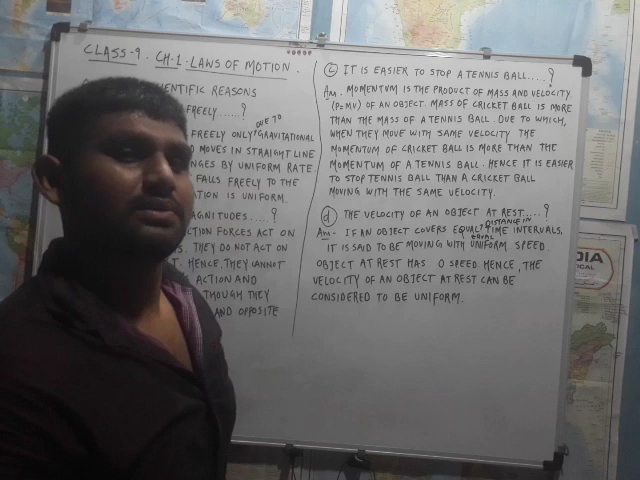 CLASS-9. CH-1. LAWS OF MOTION.
SCIENTIFIC REASONS
FREELY......?
DUE TO
FREELY ONLY GRAVITATIONAL
MOVES IN STRAIGHT LINE
BY UNIFORM RATE
FALLS FREELY TO THE
IS UNIFORM.
......?
FORCES ACT ON
THEY DO NOT ACT ON
HENCE, THEY CANNOT
ACTION AND
THOUGH THEY
AND OPPOSITE
(c) IT IS EASIER TO STOP A TENNIS BALL.....?
Ans. MOMENTUM IS THE PRODUCT OF MASS AND VELOCITY
(P=MV) OF AN OBJECT. MASS OF CRICKET BALL IS MORE
THAN THE MASS OF A TENNIS BALL. DUE TO WHICH,
WHEN THEY MOVE WITH SAME VELOCITY THE
MOMENTUM OF CRICKET BALL IS MORE THAN THE
MOMENTUM OF A TENNIS BALL. HENCE IT IS EASIER
TO STOP TENNIS BALL THAN A CRICKET BALL
MOVING WITH THE SAME VELOCITY.
(d) THE VELOCITY OF AN OBJECT AT REST.....?
DISTANCE IN
Ans- IF AN OBJECT COVERS EQUAL TIME INTERVALS,
EQUAL
IT IS SAID TO BE MOVING WITH UNIFORM SPEED.
OBJECT AT REST HAS 0 SPEED. HENCE, THE
VELOCITY OF AN OBJECT AT REST CAN BE
CONSIDERED TO BE UNIFORM.